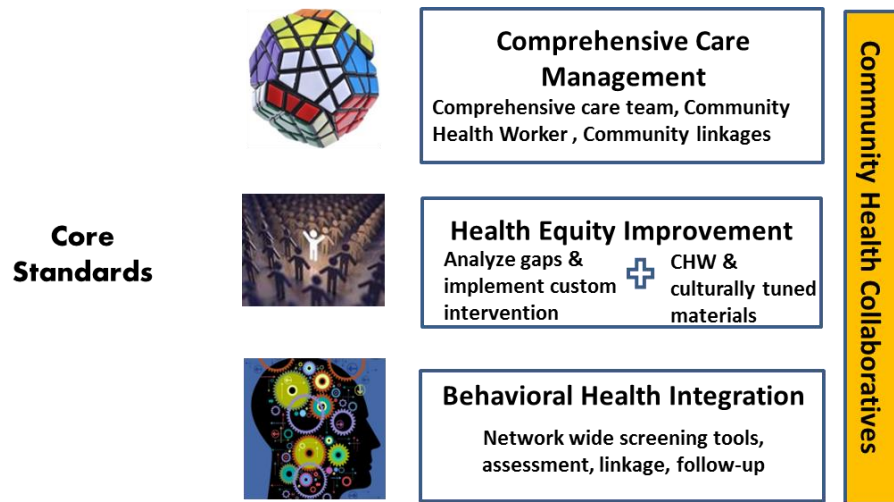 Core
Standards
Comprehensive Care
Management
Comprehensive care team, Community
Health Worker , Community linkages
Health Equity Improvement
Analyze gaps &
implement custom
intervention
CHW &
culturally tuned
materials
Behavioral Health Integration
Network wide screening tools,
assessment, linkage, follow-up
Community Health Collaboratives